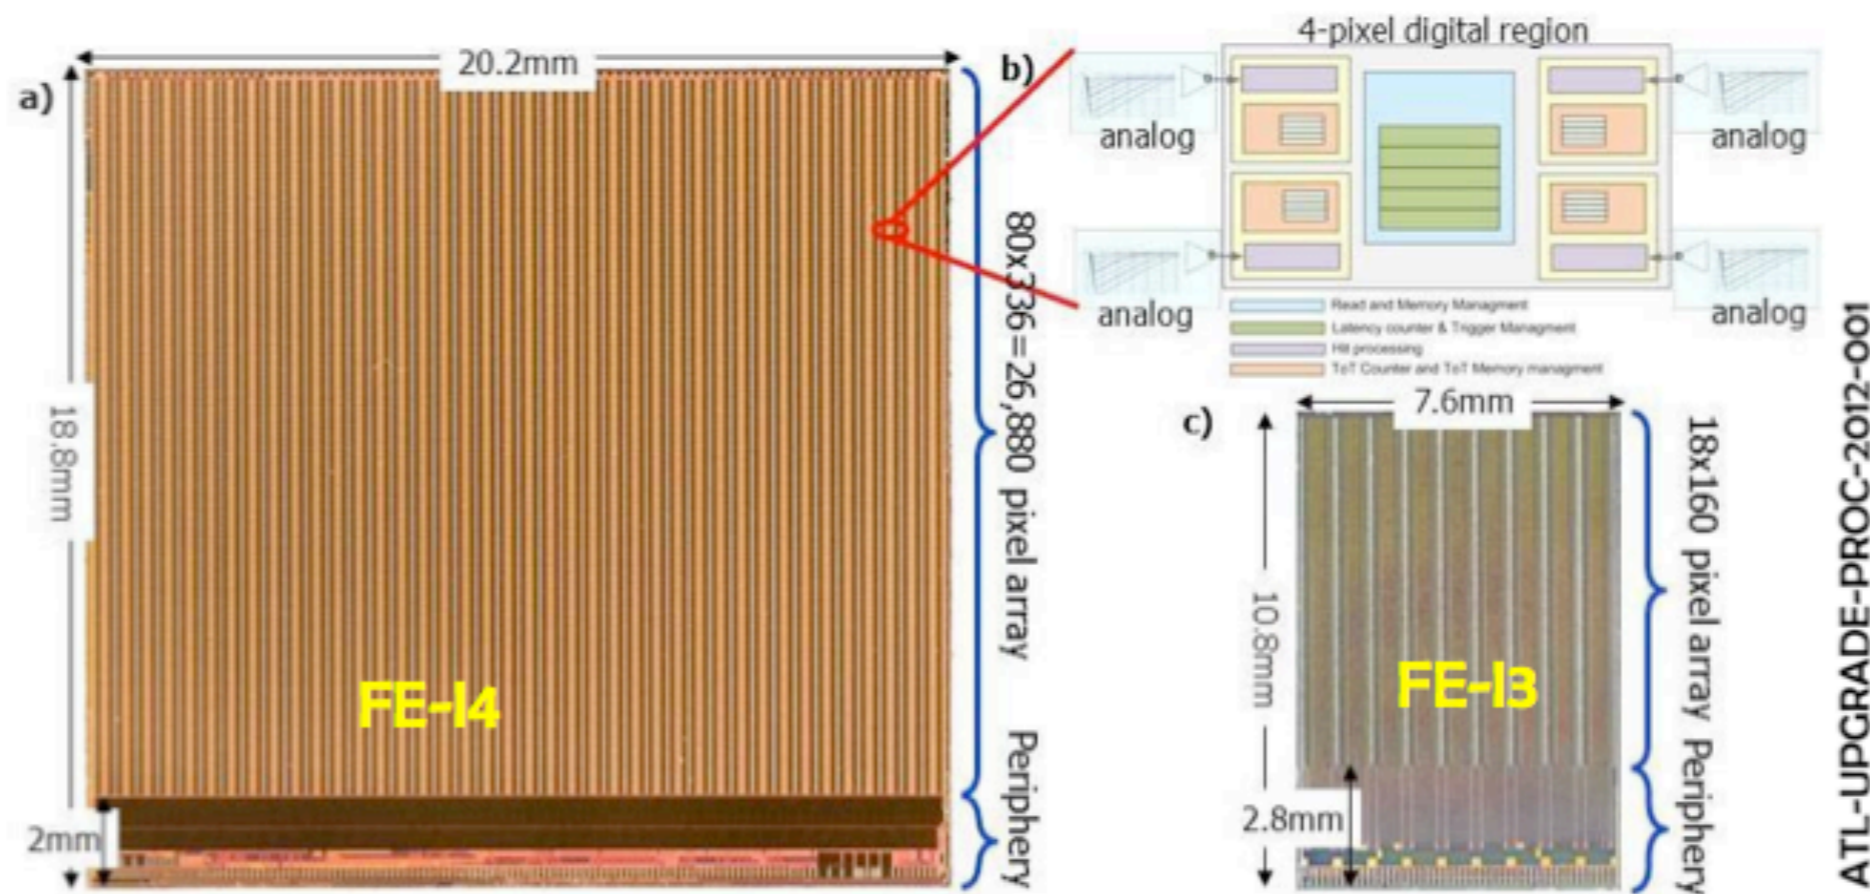 a)
20.2mm
18.8mm
2mm
FE-I4
80x336=26,880 pixel array
Periphery
b)
4-pixel digital region
analog
analog
analog
analog
Read and Memory Managment
Latency counter & Trigger Managment
Hit processing
ToT Counter and ToT Memory managment
c)
7.6mm
10.8mm
2.8mm
FE-I3
18x160 pixel array
Periphery
ATL-UPGRADE-PROC-2012-001